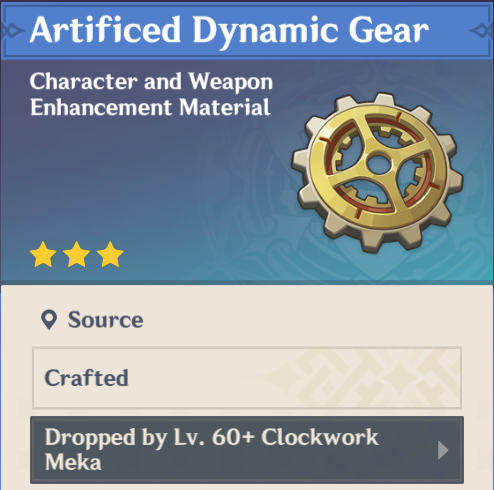 Artificed Dynamic Gear
Character and Weapon
Enhancement Material
Source
Crafted
Dropped by Lv. 60+ Clockwork
Meka